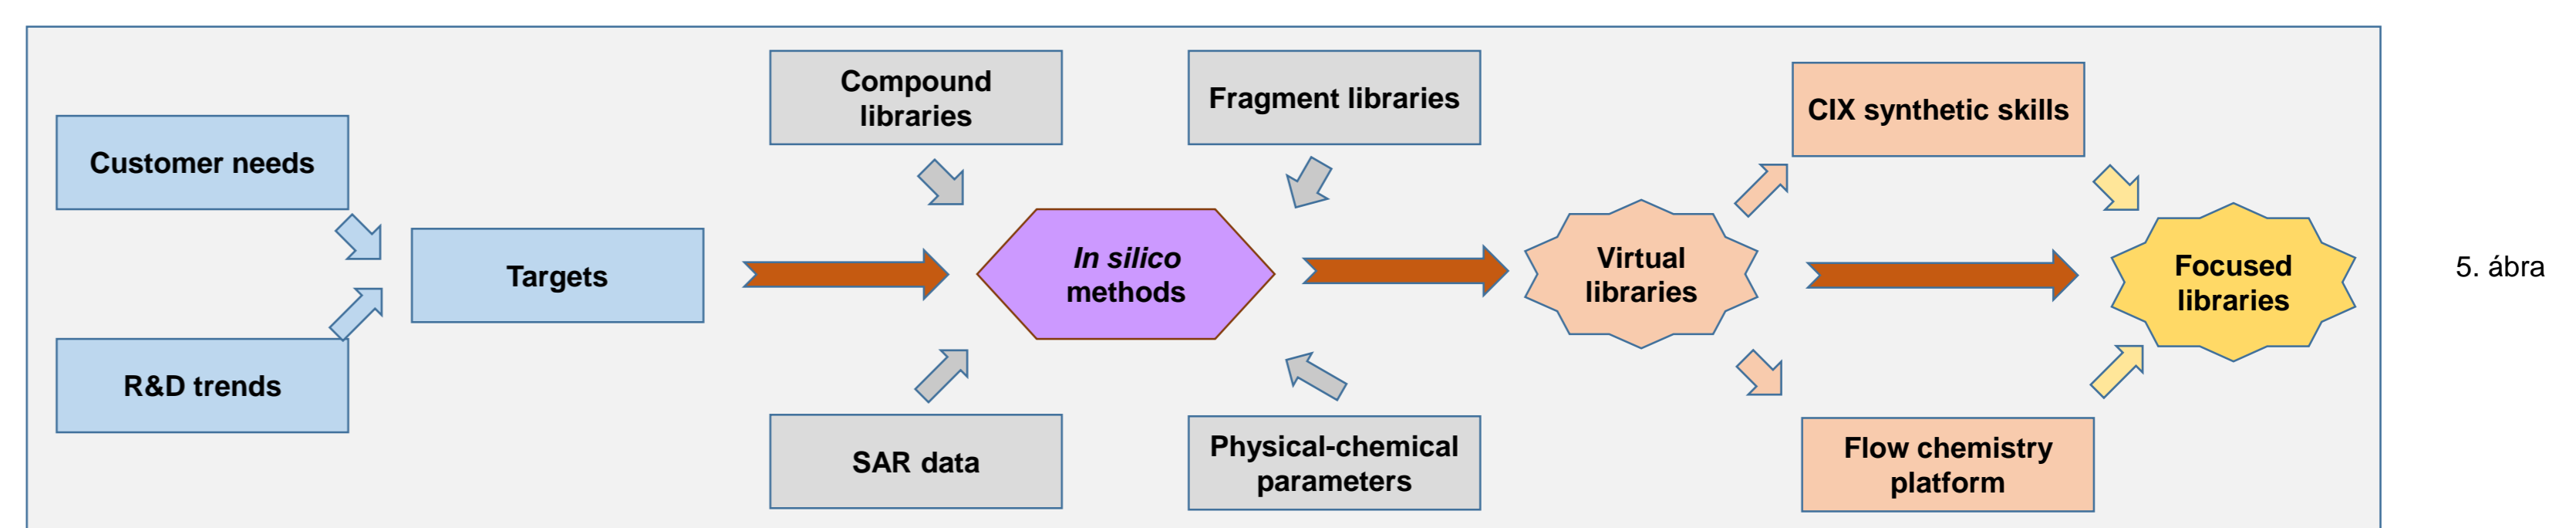 Customer needs
R&D trends
Targets
Compound
libraries
Fragment libraries
In silico
methods
SAR data
Physical-chemical
parameters
Virtual
libraries
CIX synthetic skills
Flow chemistry
platform
Focused
libraries
5. ábra